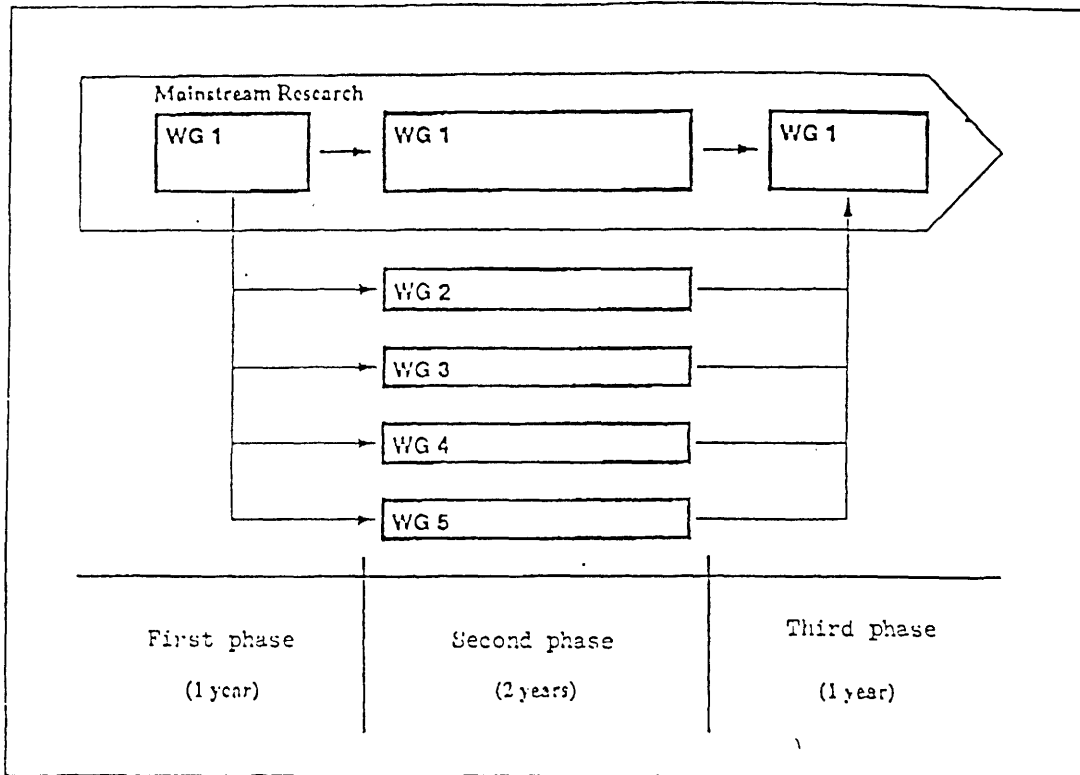 Mainstream Research
WG 1
WG 1
WG 1
WG 2
WG 3
WG 4
WG 5
First phase
Second phase
Third phase
(1 year)
(2 years)
(1 year)